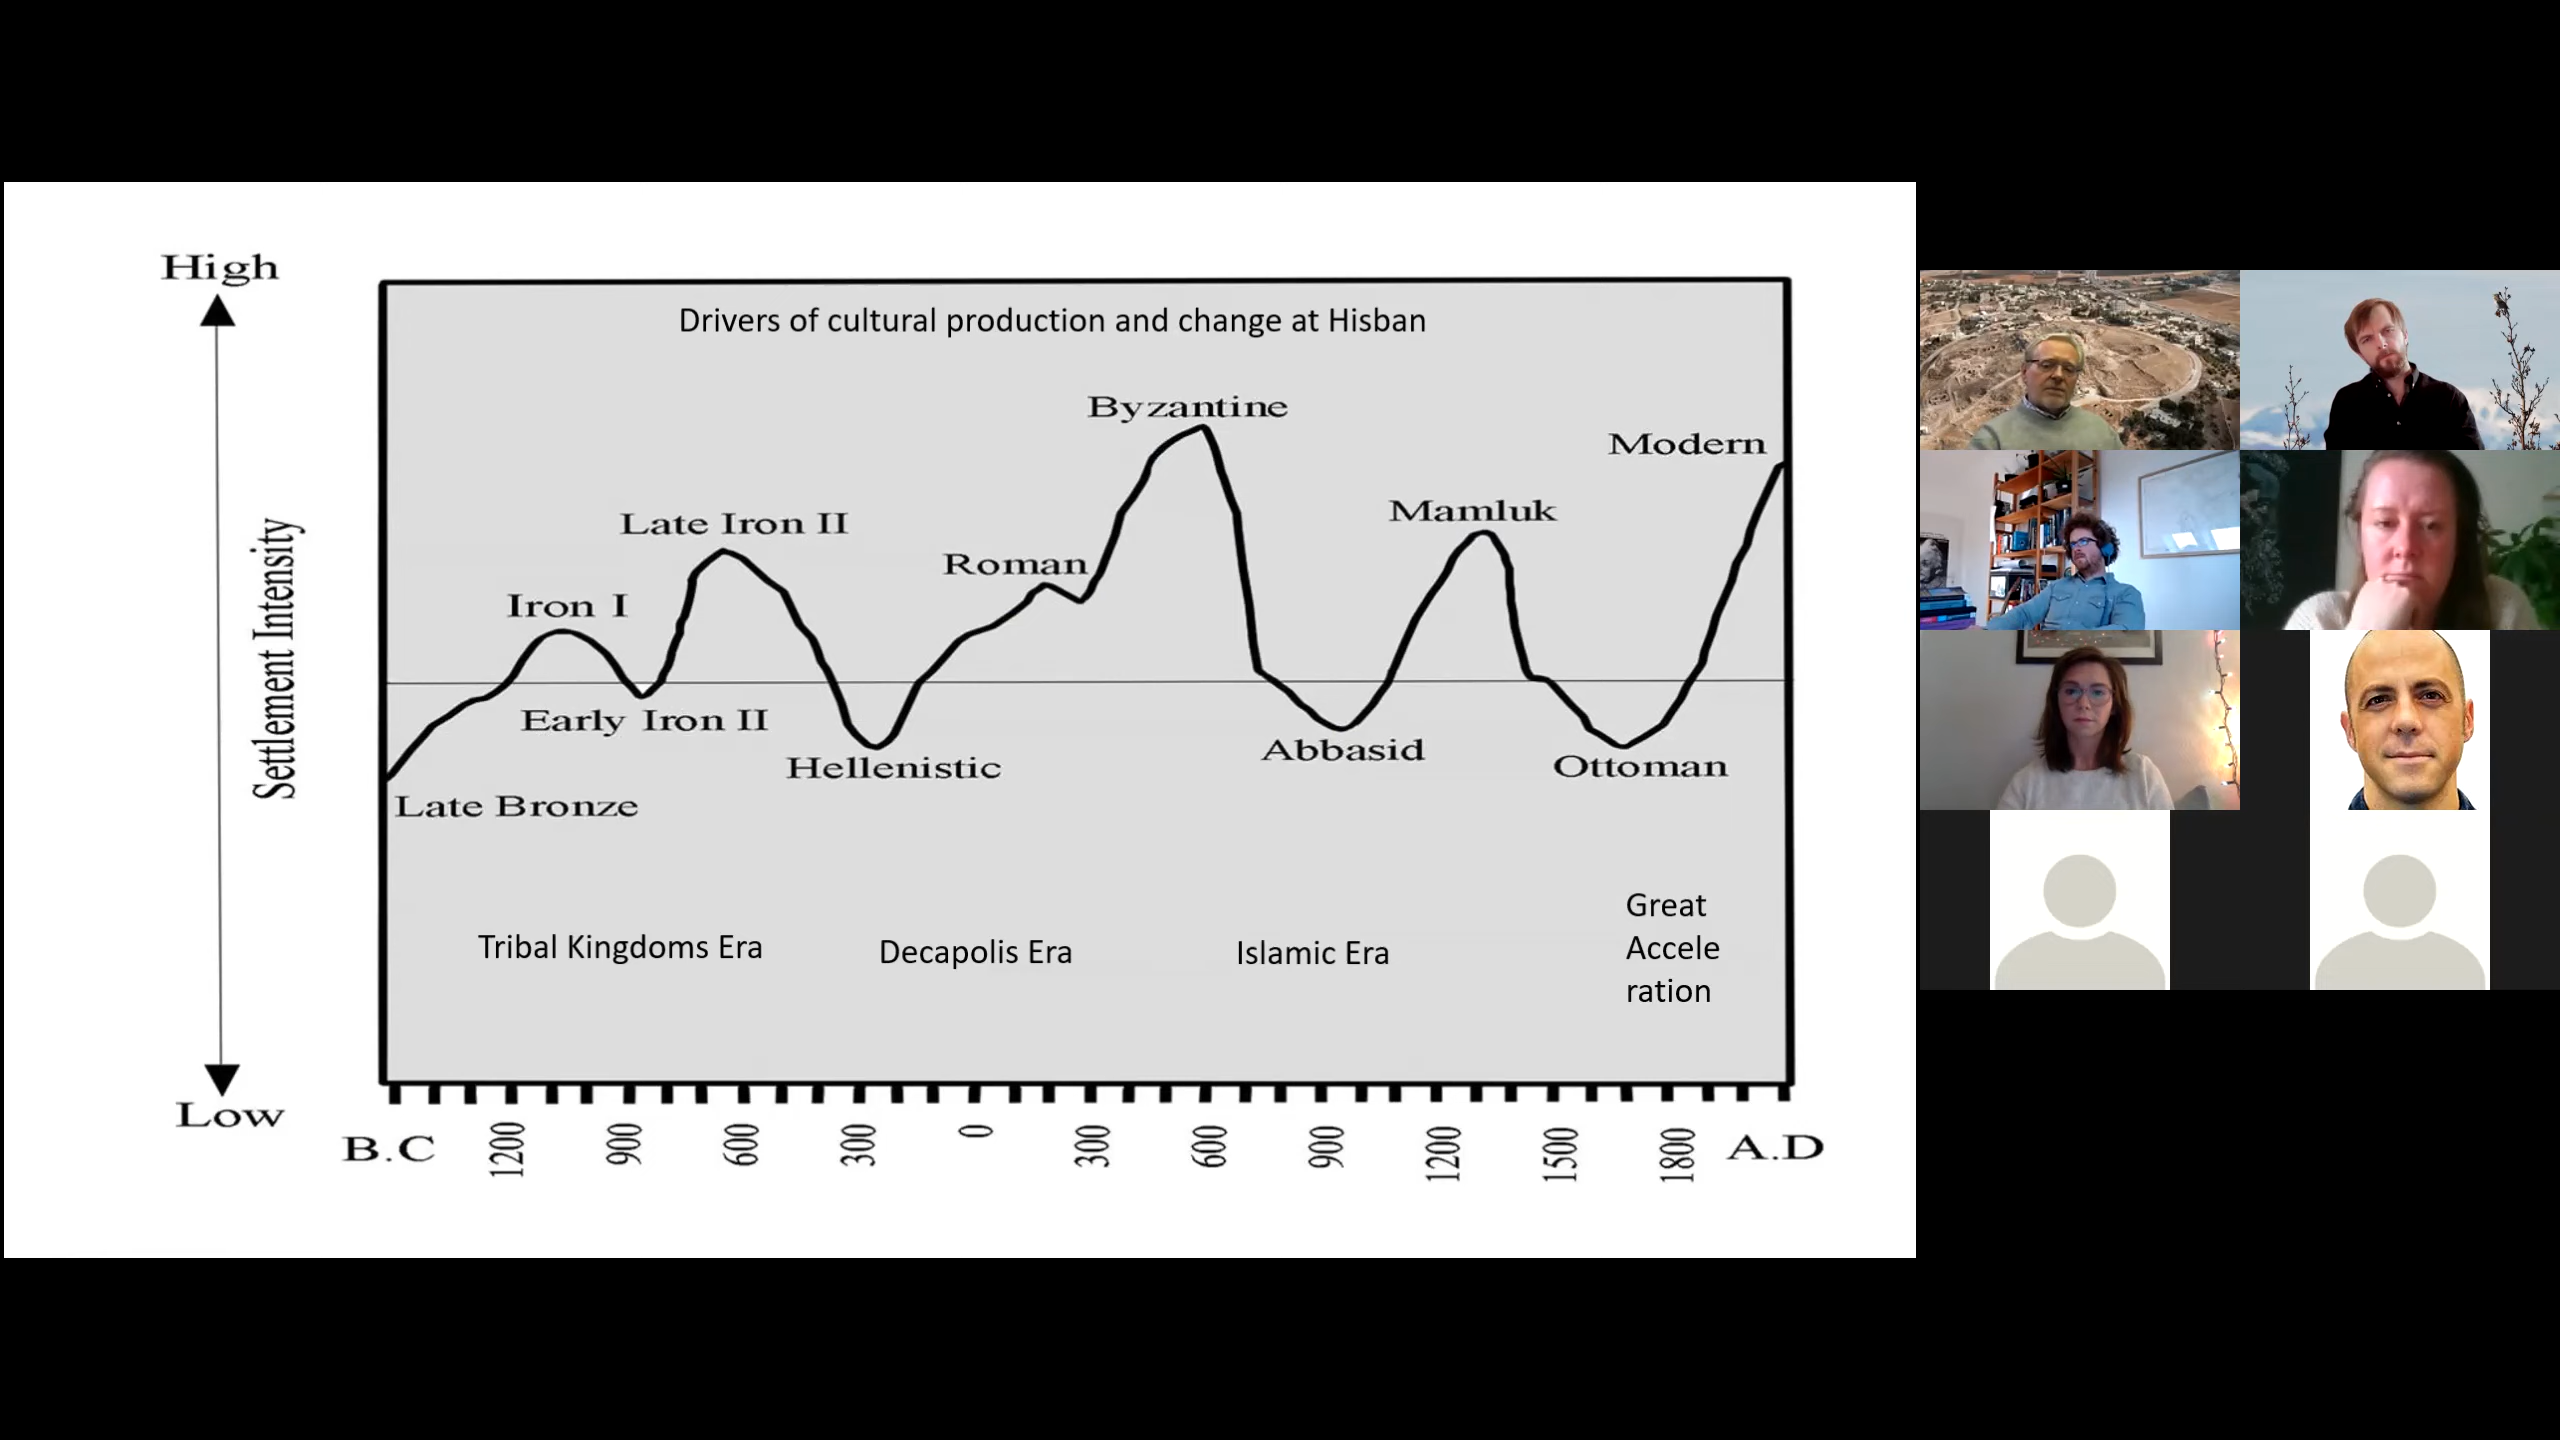 High
Drivers of cultural production and change at Hisban
Byzantine
Modern
Mamluk
Late Iron II
Roman
Iron I
Settlement Intensity
Early Iron II
Abbasid
Hellenistic
Ottoman
Late Bronze
Great
Accele
ration
Tribal Kingdoms Era
Decapolis Era
Islamic Era
Low
B.C 1200 900 600 300 0 300 600 900 1200 1500 1800 A.D